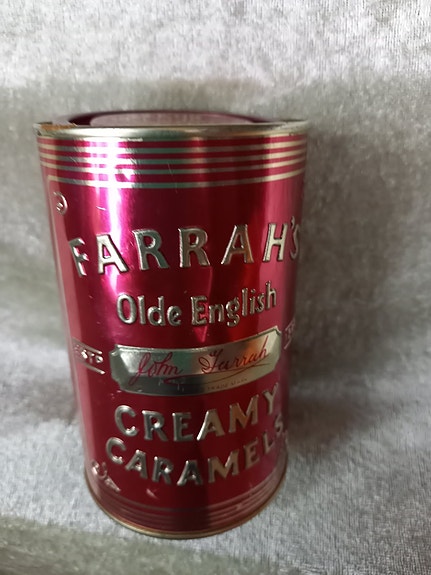 FARRAH'S
Olde English
John Farrah
CREAMY
CARAMELS